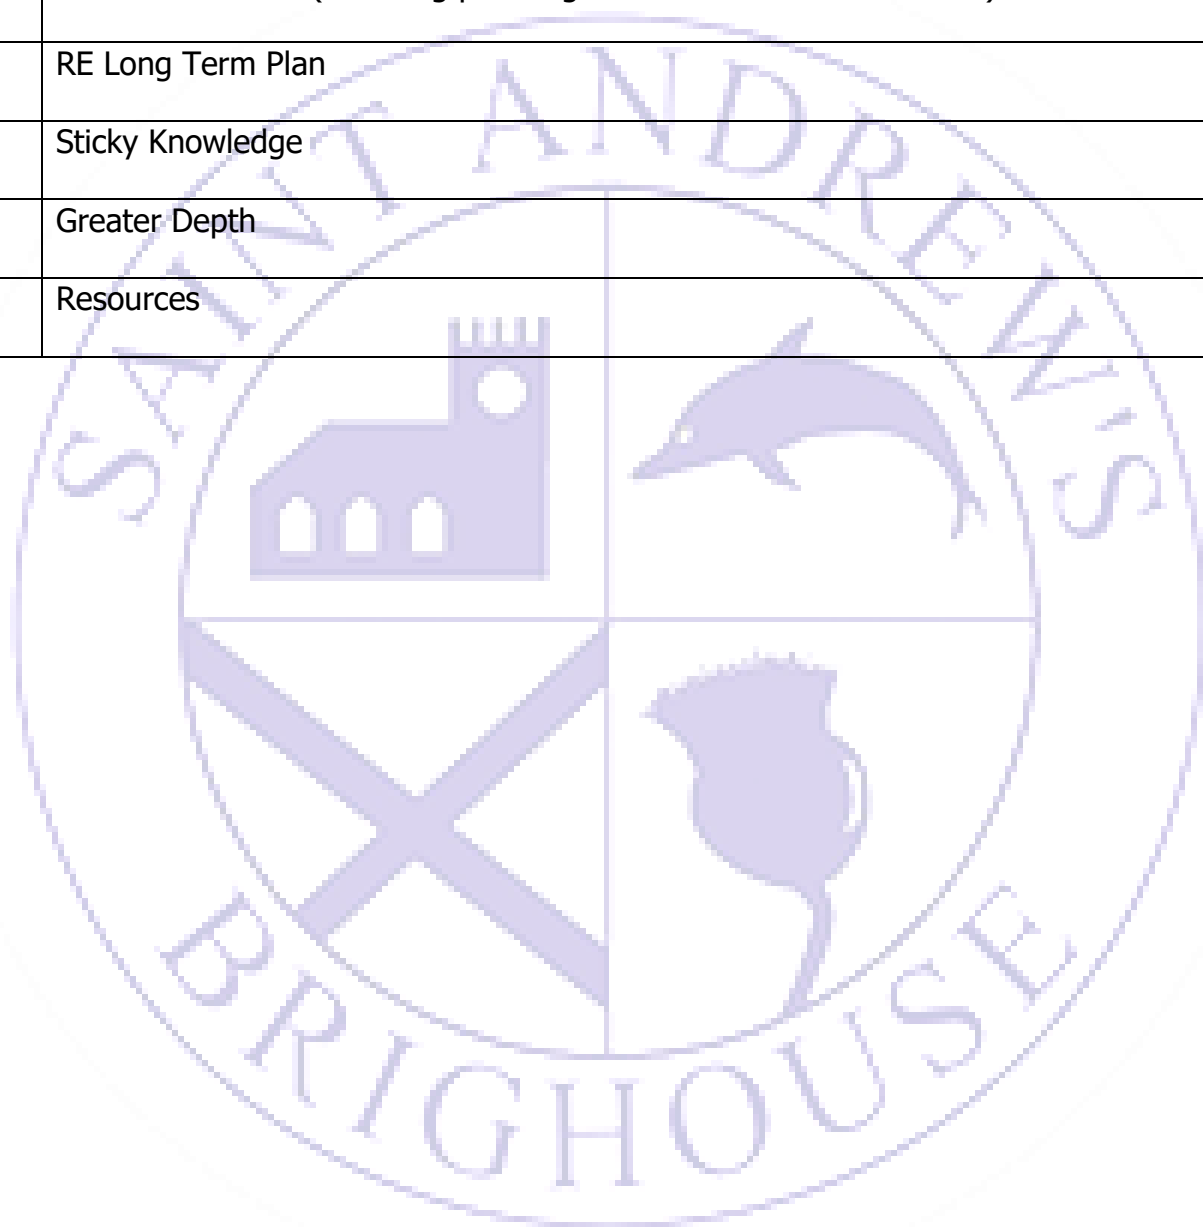 RE Long Term Plan
Sticky Knowledge
Greater Depth
Resources
SAINT ANDREW'S
BRIGHOUSE